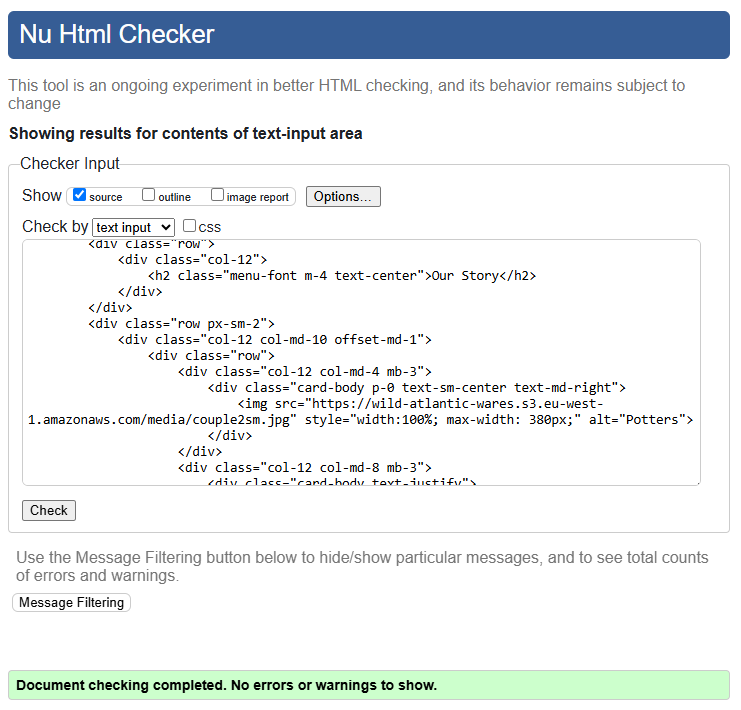 Nu Html Checker
This tool is an ongoing experiment in better HTML checking, and its behavior remains subject to
change
Showing results for contents of text-input area
Checker Input
Show source outline image report Options...
Check by text input css
<div class="row">
<div class="col-12">
<h2 class="menu-font m-4 text-center">Our Story</h2>
</div>
</div>
<div class="row px-sm-2">
<div class="col-12 col-md-10 offset-md-1">
<div class="row">
<div class="col-12 col-md-4 mb-3">
<div class="card-body p-0 text-sm-center text-md-right">
<img src="https://wild-atlantic-wares.s3.eu-west-
1.amazonaws.com/media/couple2sm.jpg" style="width:100%; max-width: 380px;" alt="Potters">
</div>
</div>
<div class="col-12 col-md-8 mb-3">
<div class="card-body text-justify">
Check
Use the Message Filtering button below to hide/show particular messages, and to see total counts
of errors and warnings.
Message Filtering
Document checking completed. No errors or warnings to show.